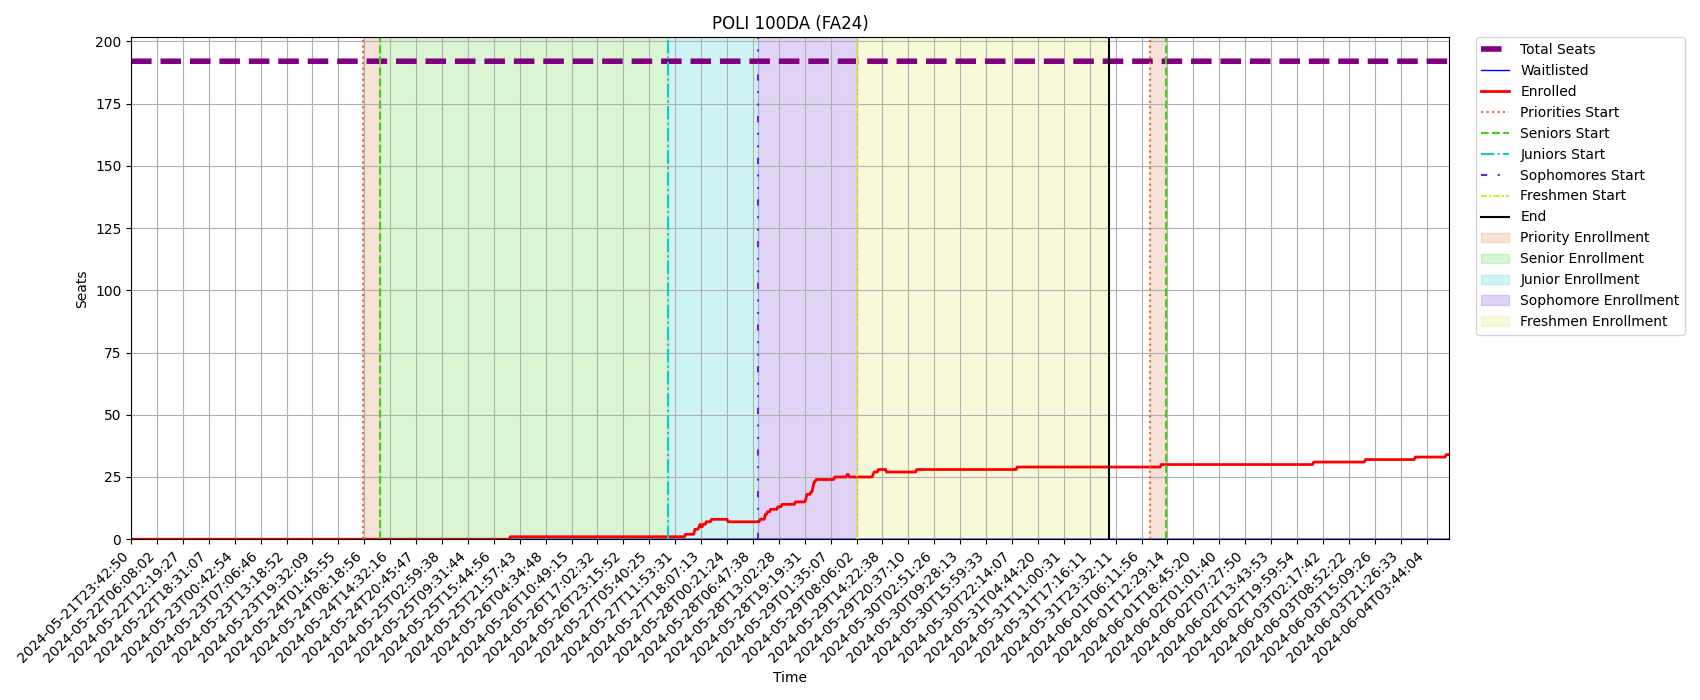 POLI 100DA (FA24)
Seats
200
175
150
125
100
75
50
25
0
2024-05-21T23:42:50
2024-05-22T06:08:02
2024-05-22T12:19:27
2024-05-22T18:31:07
2024-05-23T00:42:54
2024-05-23T07:06:46
2024-05-23T13:18:52
2024-05-23T19:32:09
2024-05-24T01:45:55
2024-05-24T08:18:56
2024-05-24T14:32:16
2024-05-24T20:45:47
2024-05-25T02:59:38
2024-05-25T09:31:44
2024-05-25T15:44:56
2024-05-25T21:57:43
2024-05-26T04:34:48
2024-05-26T10:49:15
2024-05-26T17:02:32
2024-05-26T23:15:52
2024-05-27T05:40:25
2024-05-27T11:53:31
2024-05-27T18:07:13
2024-05-28T00:21:24
2024-05-28T06:47:38
2024-05-28T13:02:28
2024-05-28T19:19:31
2024-05-29T01:35:07
2024-05-29T08:06:02
2024-05-29T14:22:38
2024-05-29T20:37:10
2024-05-30T02:51:26
2024-05-30T09:28:13
2024-05-30T15:59:33
2024-05-30T22:14:07
2024-05-31T04:44:20
2024-05-31T11:00:31
2024-05-31T17:16:11
2024-05-31T23:32:11
2024-06-01T06:11:56
2024-06-01T12:29:14
2024-06-01T18:45:20
2024-06-02T01:01:40
2024-06-02T07:27:50
2024-06-02T13:43:53
2024-06-02T19:59:54
2024-06-03T02:17:42
2024-06-03T08:52:22
2024-06-03T15:09:26
2024-06-03T21:26:33
2024-06-04T03:44:04
Time
Total Seats
Waitlisted
Enrolled
Priorities Start
Seniors Start
Juniors Start
Sophomores Start
Freshmen Start
End
Priority Enrollment
Senior Enrollment
Junior Enrollment
Sophomore Enrollment
Freshmen Enrollment